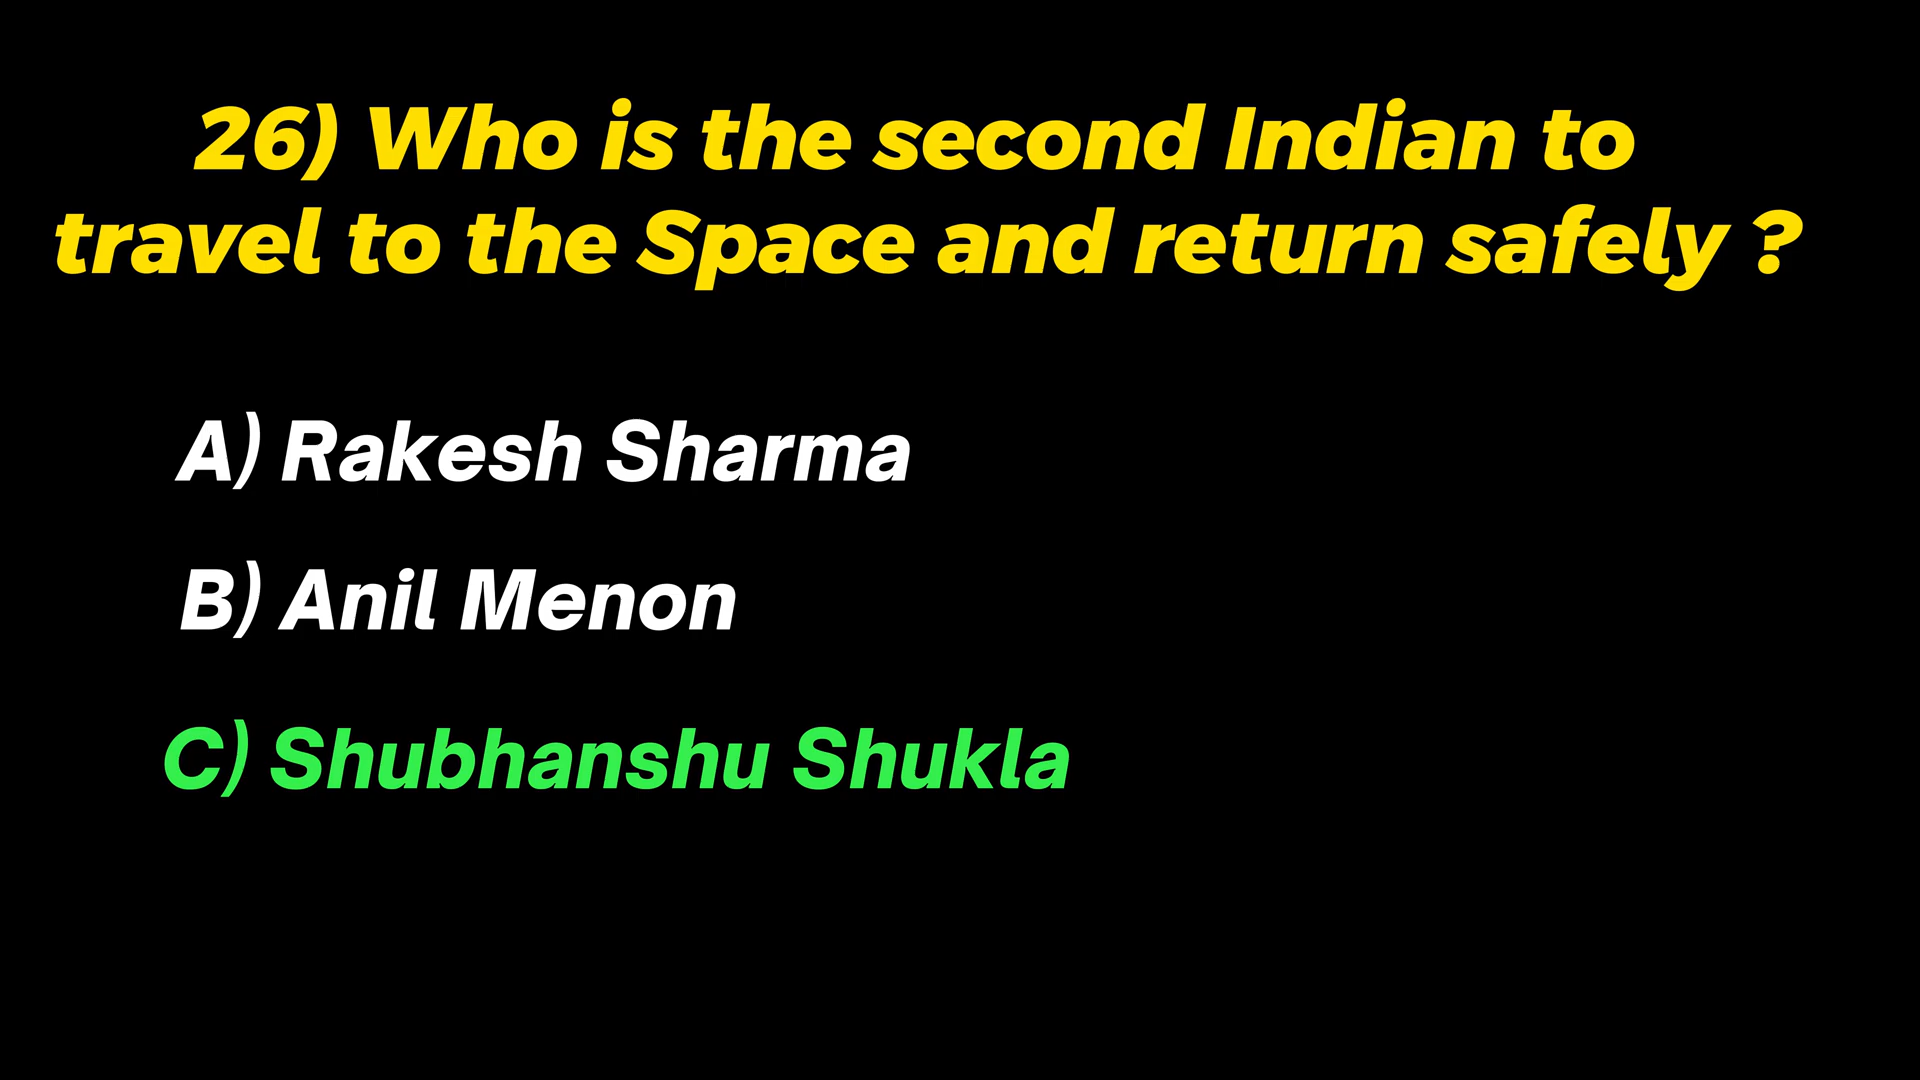 26) Who is the second Indian to
travel to the Space and return safely ?
A) Rakesh Sharma
B) Anil Menon
C) Shubhanshu Shukla